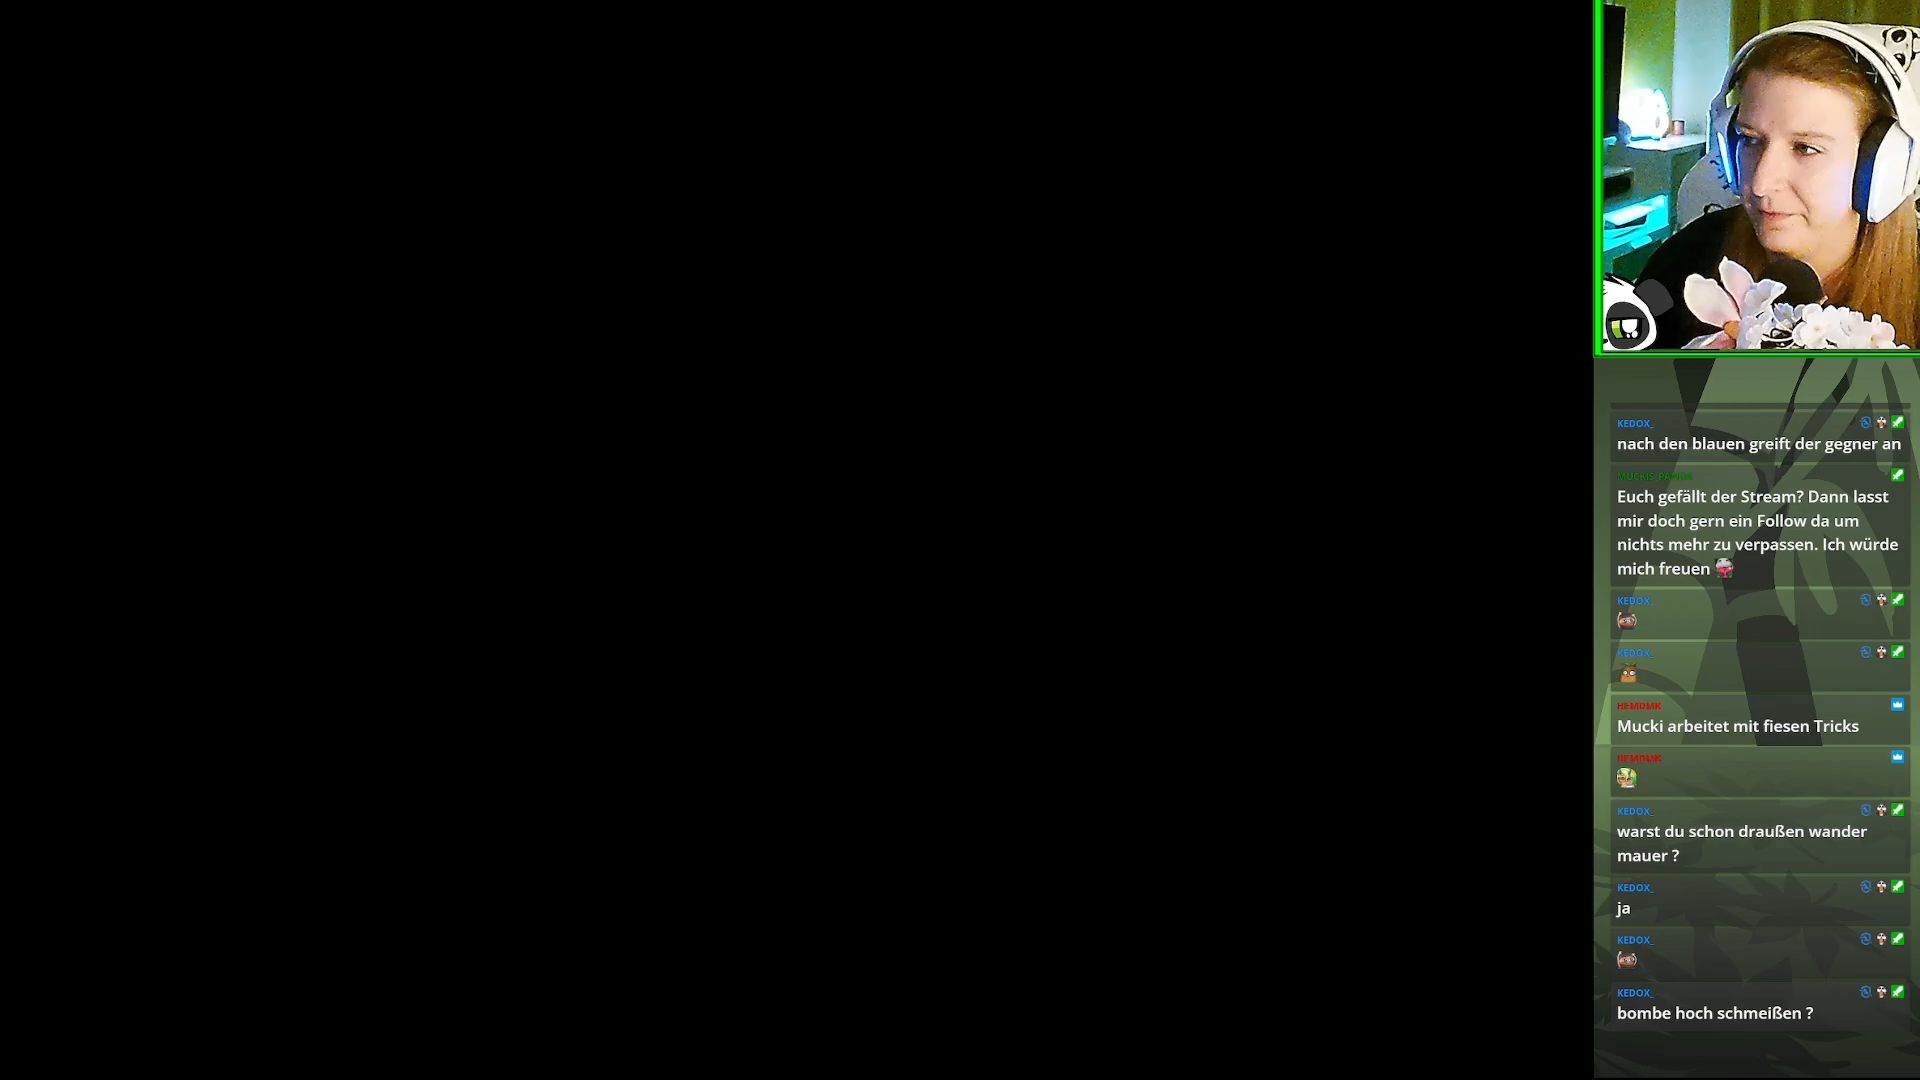 KEDOX_
nach den blauen greift der gegner an
MUCKIS_PANDA
Euch gefällt der Stream? Dann lasst
mir doch gern ein Follow da um
nichts mehr zu verpassen. Ich würde
mich freuen
KEDOX_
KEDOX_
Mucki arbeitet mit fiesen Tricks
KEDOX_
warst du schon draußen wander
mauer ?
KEDOX_
ja
KEDOX_
KEDOX_
bombe hoch schmeißen ?